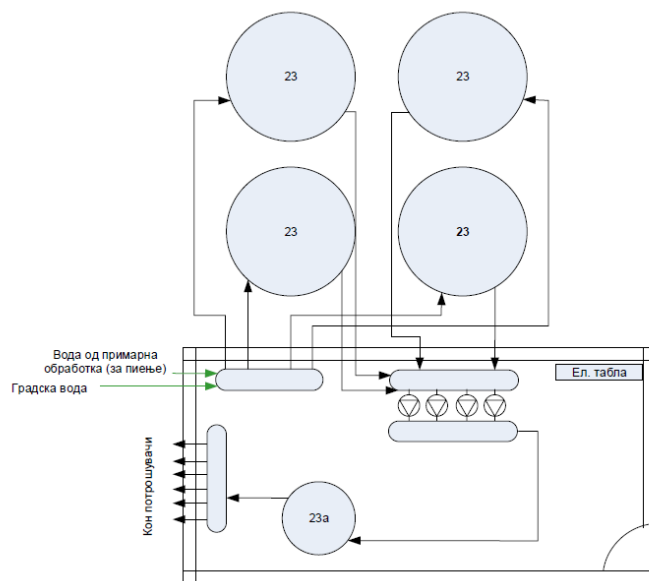 23
23
23
23
Вода од примарна
обработка (за пиење)
Градска вода
Ел. табла
Кон потрошувачи
23а